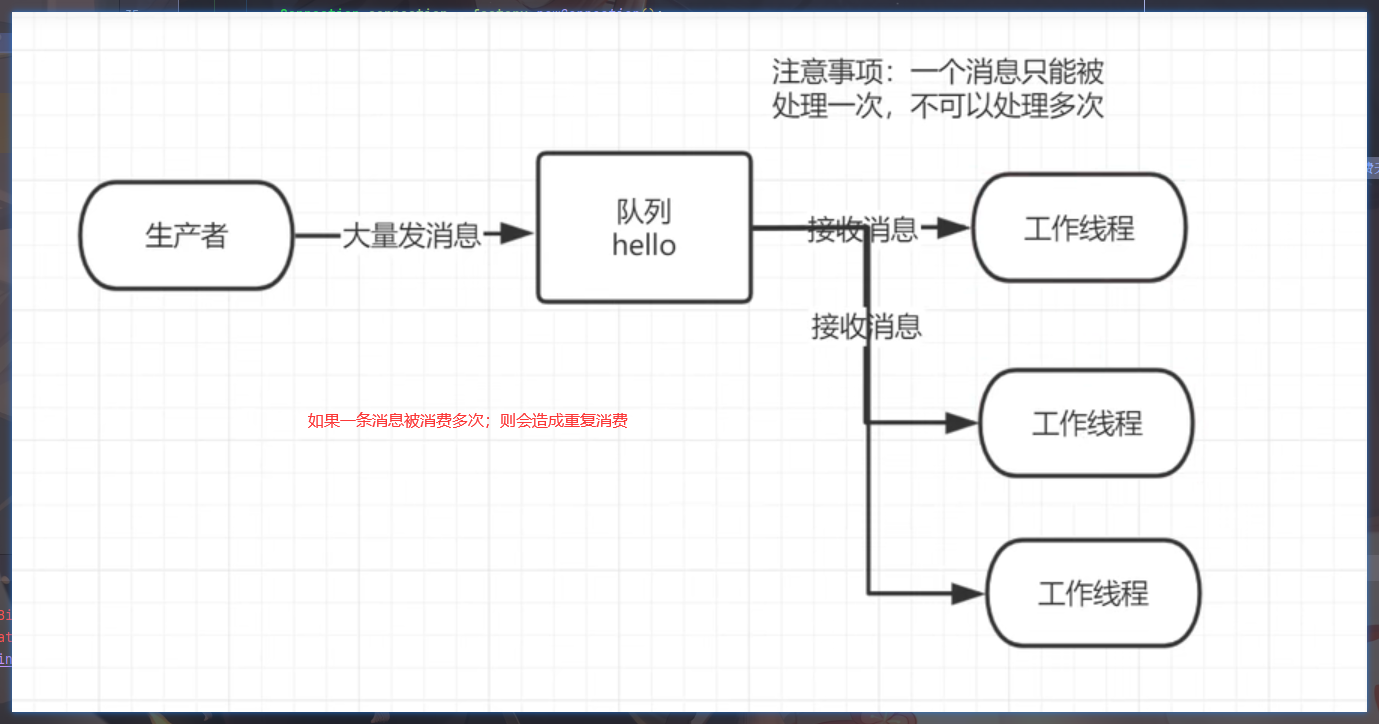 注意事项：一个消息只能被
处理一次，不可以处理多次
生产者
大量发消息
队列
hello
接收消息
工作线程
接收消息
工作线程
如果一条消息被消费多次；则会造成重复消费
工作线程